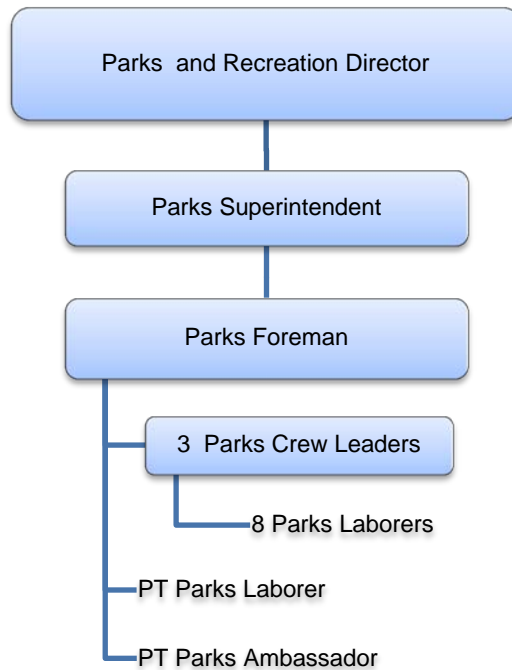 Parks and Recreation Director
Parks Superintendent
Parks Foreman
3 Parks Crew Leaders
8 Parks Laborers
PT Parks Laborer
PT Parks Ambassador